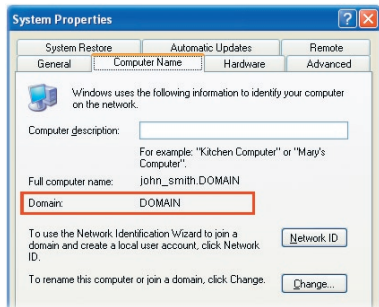 System Properties
System Restore Automatic Updates Remote
General Computer Name Hardware Advanced
Windows uses the following information to identify your computer
on the network.
Computer description:
For example: "Kitchen Computer" or "Mary's
Computer".
Full computer name: john_smith.DOMAIN
Domain: DOMAIN
To use the Network Identification Wizard to join a
domain and create a local user account, click Network
ID.
Network ID
To rename this computer or join a domain, click Change.
Change...